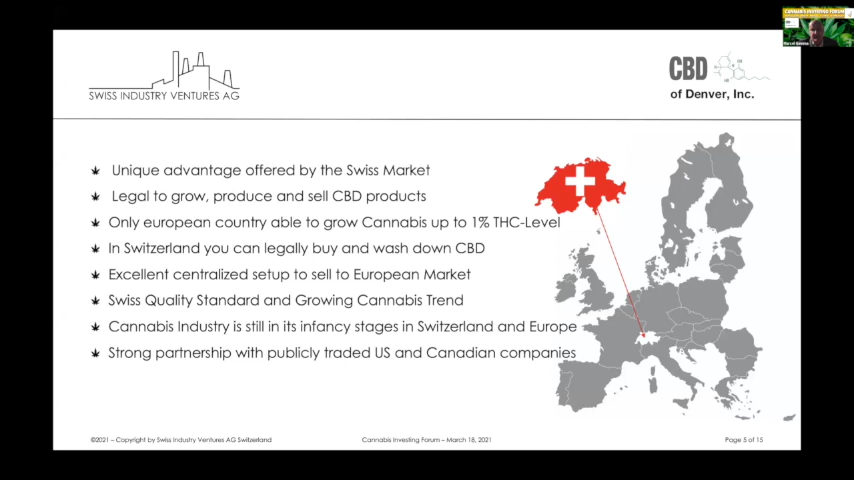 CANNABIS INVESTING FORUM
SWISS INDUSTRY VENTURES AG
CBD
of Denver, Inc.
Unique advantage offered by the Swiss Market
Legal to grow, produce and sell CBD products
Only european country able to grow Cannabis up to 1% THC-Level
In Switzerland you can legally buy and wash down CBD
Excellent centralized setup to sell to European Market
Swiss Quality Standard and Growing Cannabis Trend
Cannabis Industry is still in its infancy stages in Switzerland and Europe
Strong partnership with publicly traded US and Canadian companies
©2021 – Copyright by Swiss Industry Ventures AG Switzerland
Cannabis Investing Forum – March 18, 2021
Page 5 of 15